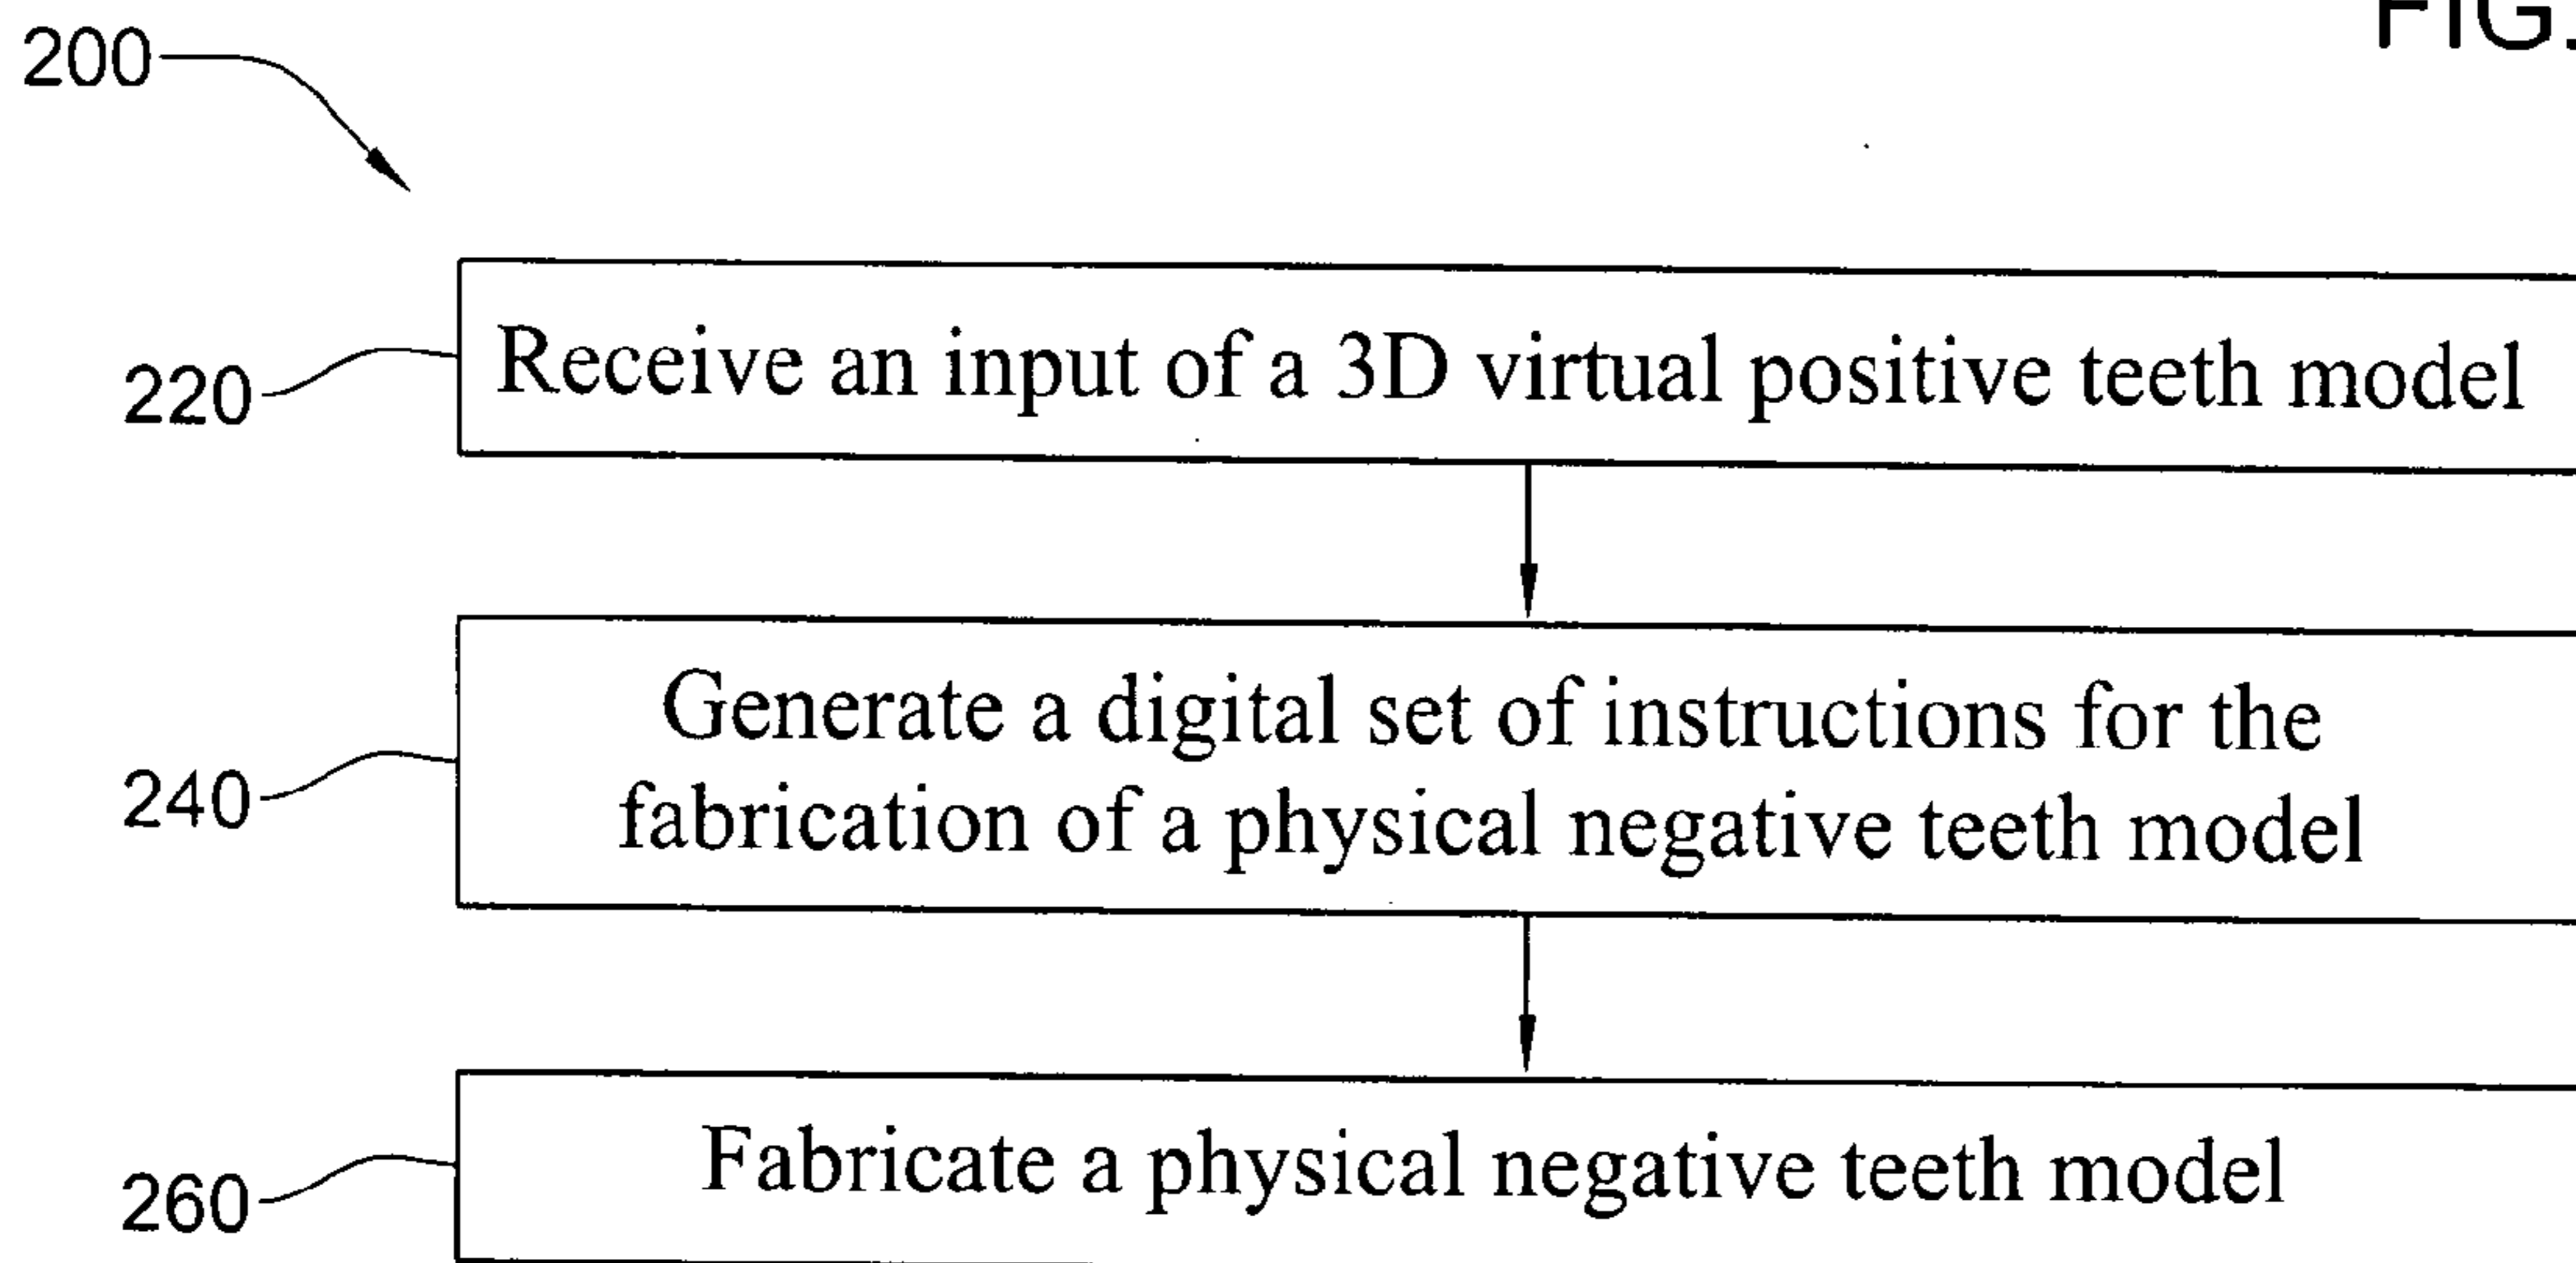 FIG.
200
220
Receive an input of a 3D virtual positive teeth model
240
Generate a digital set of instructions for the
fabrication of a physical negative teeth model
260
Fabricate a physical negative teeth model